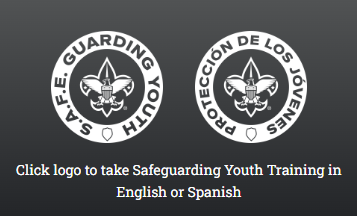 S.A.F.E. GUARDING YOUTH
PROTECCIÓN DE LOS JÓVENES
Click logo to take Safeguarding Youth Training in
English or Spanish